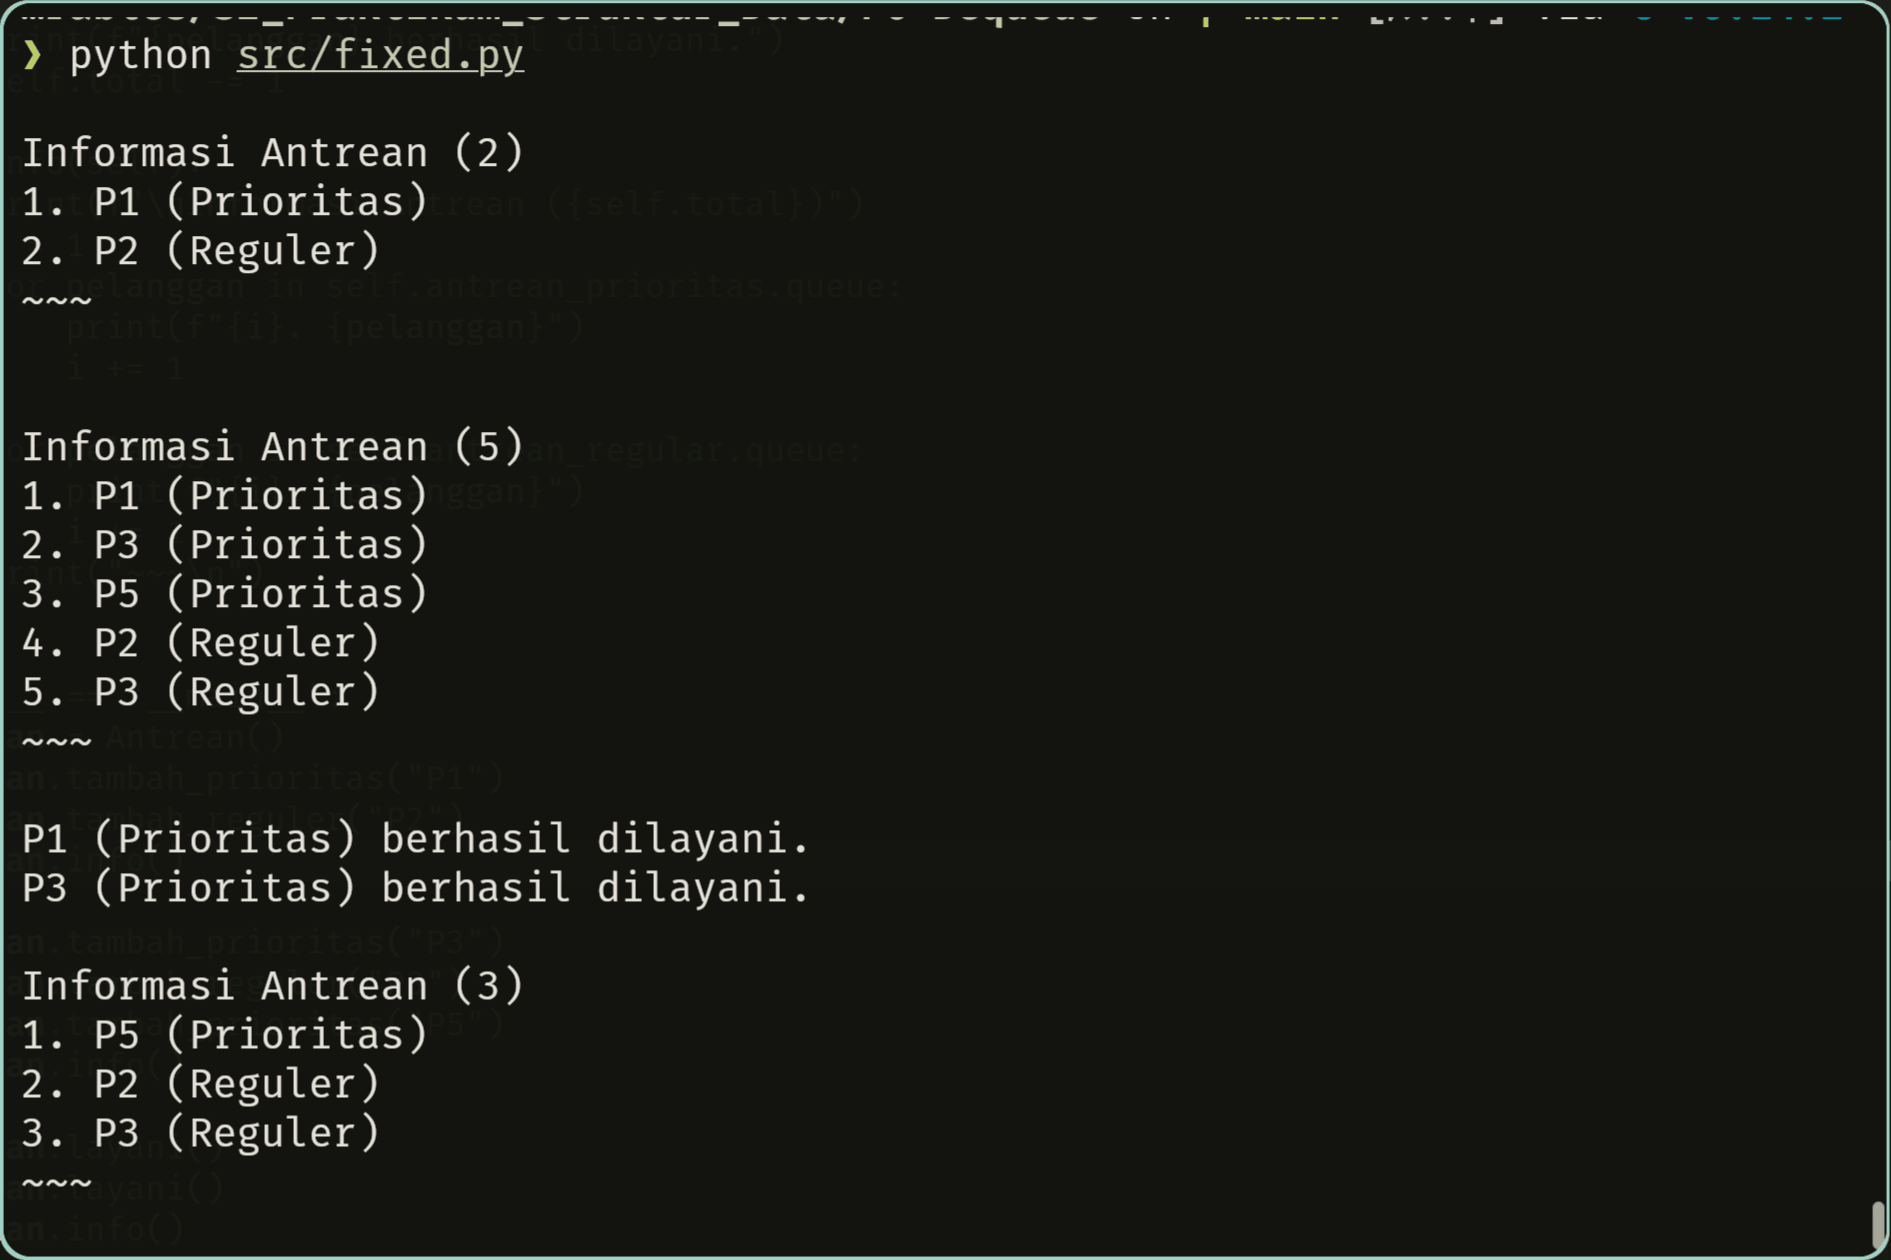 ❯ python src/fixed.py
Informasi Antrean (2)
1. P1 (Prioritas)
2. P2 (Reguler)
~~~
Informasi Antrean (5)
1. P1 (Prioritas)
2. P3 (Prioritas)
3. P5 (Prioritas)
4. P2 (Reguler)
5. P3 (Reguler)
~~~
P1 (Prioritas) berhasil dilayani.
P3 (Prioritas) berhasil dilayani.
Informasi Antrean (3)
1. P5 (Prioritas)
2. P2 (Reguler)
3. P3 (Reguler)
~~~